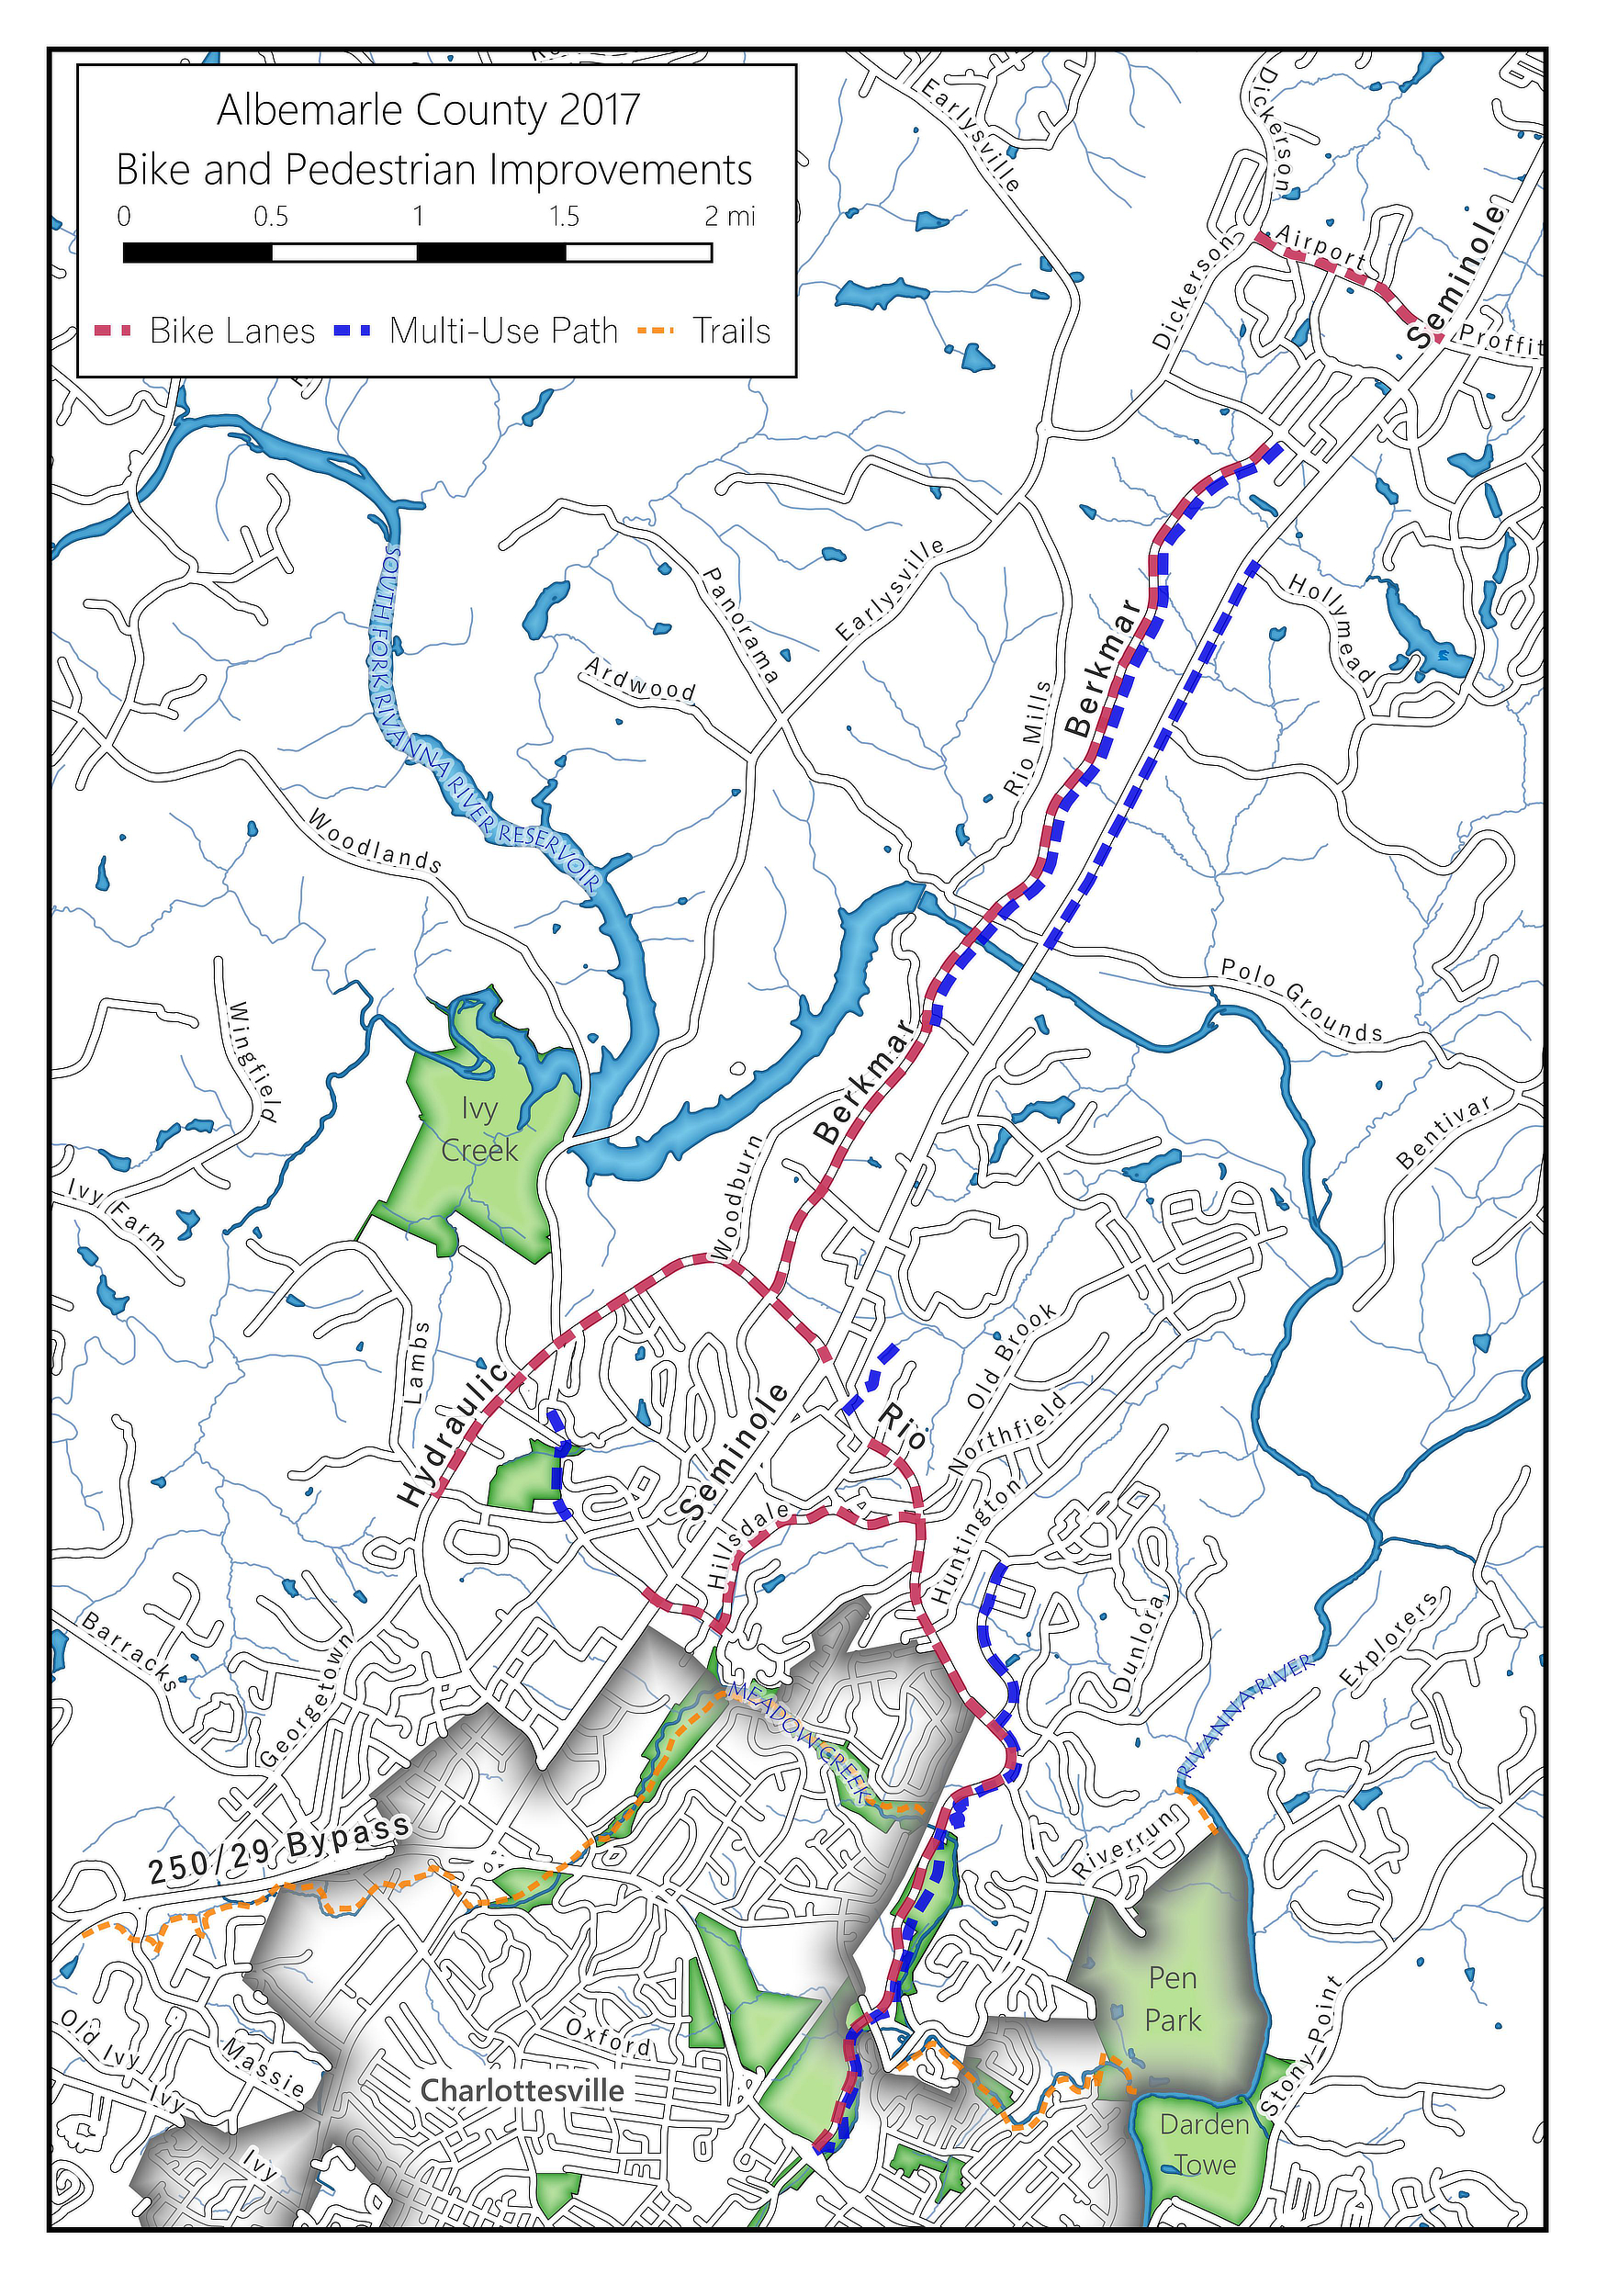 Albemarle County 2017
Bike and Pedestrian Improvements
0 0.5 1 1.5 2 mi
Bike Lanes Multi-Use Path Trails
Earlysville
Dickerson
Airport
Seminole
Dickerson
Proffit
SOUTH FORK RIVANNA RIVER RESERVOIR
Panorama
Earlysville
Hollymead
Berkmar
Ardwood
Rio Mills
Woodlands
Polo Grounds
Wingfield
Berkmar
Ivy
Creek
Bentivar
Woodburn
Ivy Farm
Lambs
Old Brook
Hydraulic
Seminole
Rio
Northfield
Hillsdale
Huntington
Dunlora
Explorers
Barracks
Georgetown
MEADOW CREEK
RIVANNA RIVER
Riverrun
250/29 Bypass
Pen
Park
Stony Point
Old Ivy
Massie
Oxford
Ivy
Charlottesville
Darden
Towe
Ivy